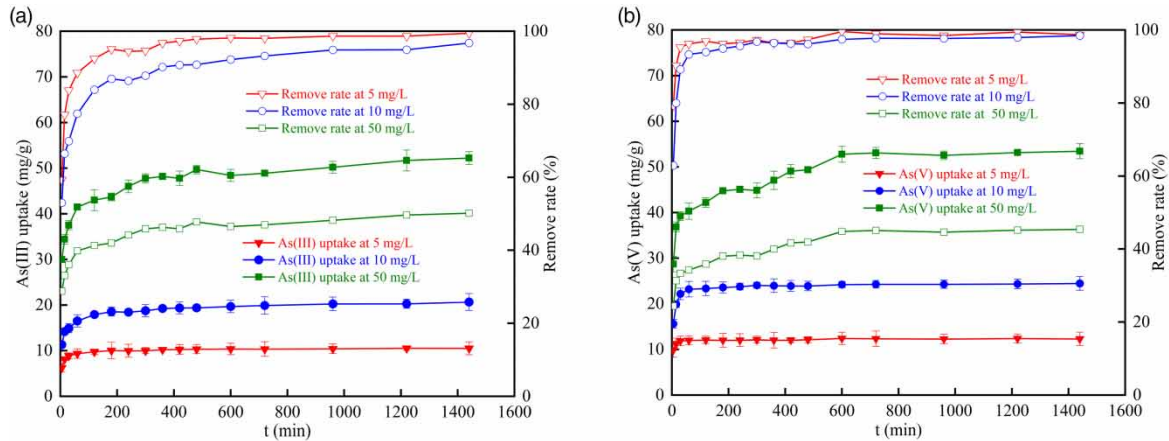 (a)
80
70
60
50
40
30
20
10
0
As(III) uptake (mg/g)
Remove rate at 5 mg/L
Remove rate at 10 mg/L
Remove rate at 50 mg/L
As(III) uptake at 5 mg/L
As(III) uptake at 10 mg/L
As(III) uptake at 50 mg/L
100
80
60
40
20
0
Remove rate (%)
0 200 400 600 800 1000 1200 1400 1600
t (min)
(b)
80
70
60
50
40
30
20
10
0
As(V) uptake (mg/g)
Remove rate at 5 mg/L
Remove rate at 10 mg/L
Remove rate at 50 mg/L
As(V) uptake at 5 mg/L
As(V) uptake at 10 mg/L
As(V) uptake at 50 mg/L
100
80
60
40
20
0
Remove rate (%)
0 200 400 600 800 1000 1200 1400 1600
t (min)